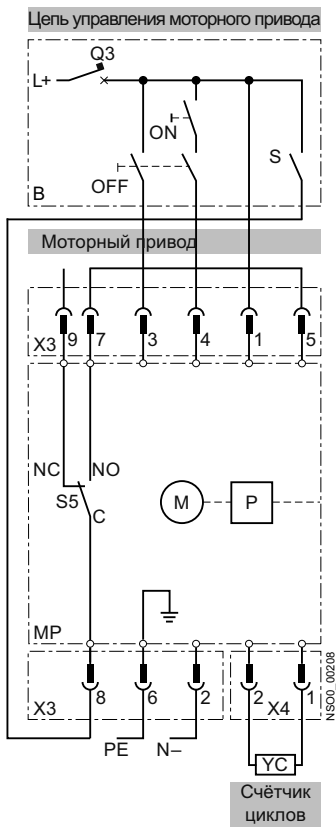 Цепь управления моторного привода
Q3
L+
ON
S
OFF
B
Моторный привод
X3 9 7 3 4 1 5
NC NO
S5
C
M P
MP
X3 8 6 2 2 X4 1
NSO0_00208
PE N–
YC
Счётчик
циклов